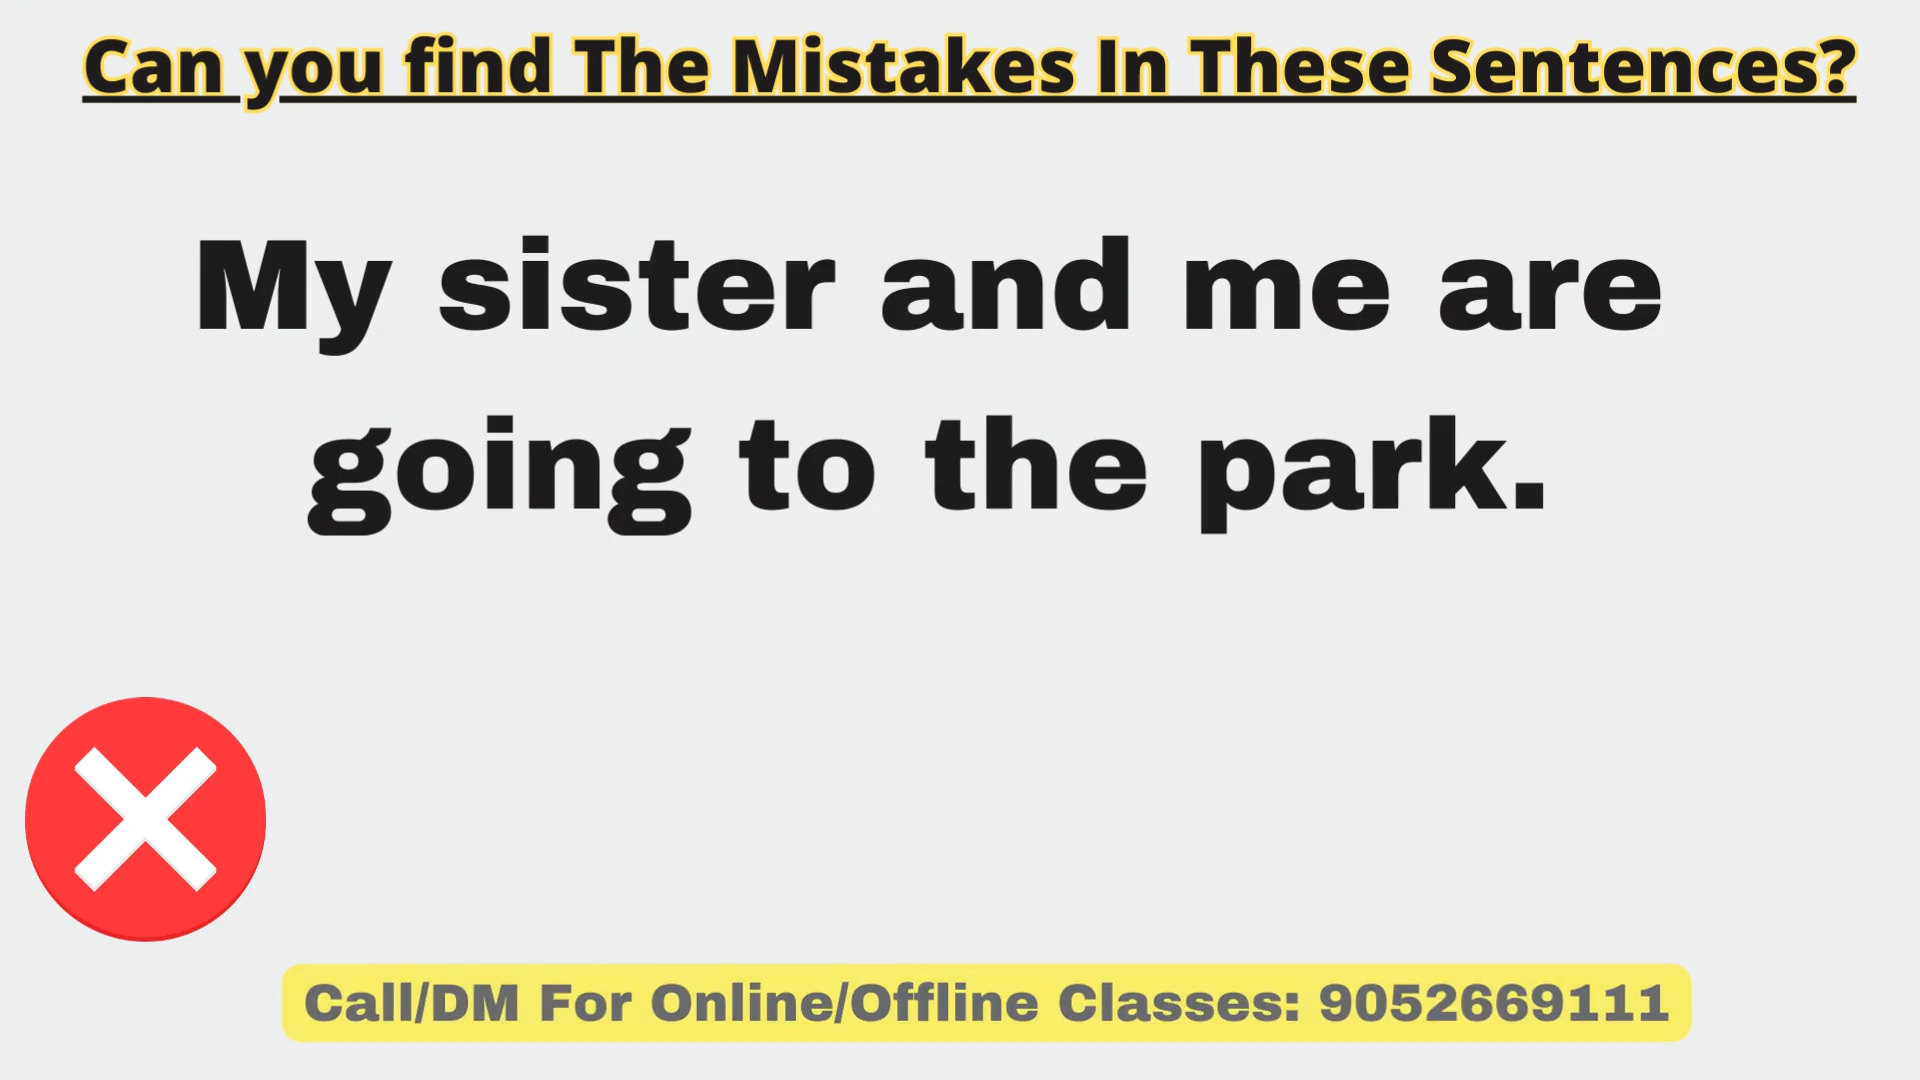 Can you find The Mistakes In These Sentences?
My sister and me are
going to the park.
Call/DM For Online/Offline Classes: 9052669111